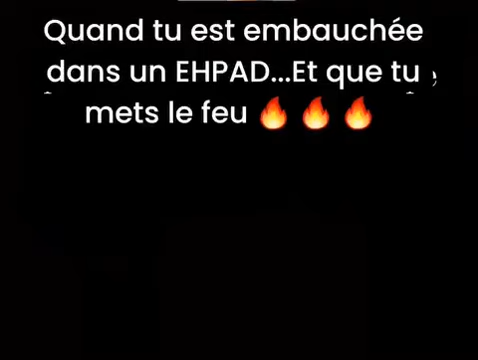 Quand tu est embauchée
dans un EHPAD...Et que tu
mets le feu 🔥 🔥 🔥